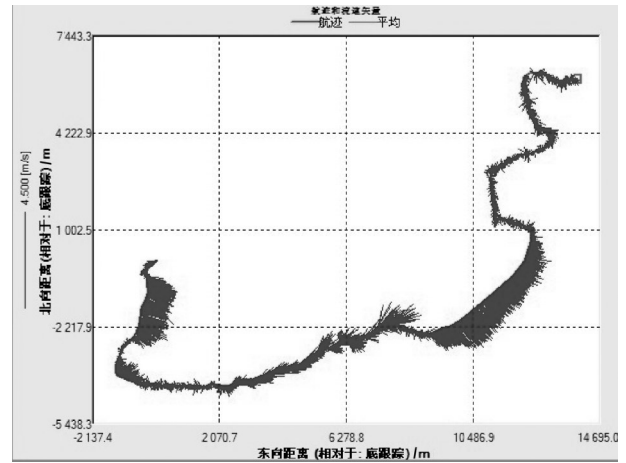 航迹和流速矢量
航迹 平均
7 443.3
4 222.9
1 002.5
-2 217.9
-5 438.3
4.500 [m/s]
北向距离 (相对于: 底跟踪) /m
-2 137.4 2 070.7 6 278.8 10 486.9 14 695.0
东向距离 (相对于: 底跟踪) /m